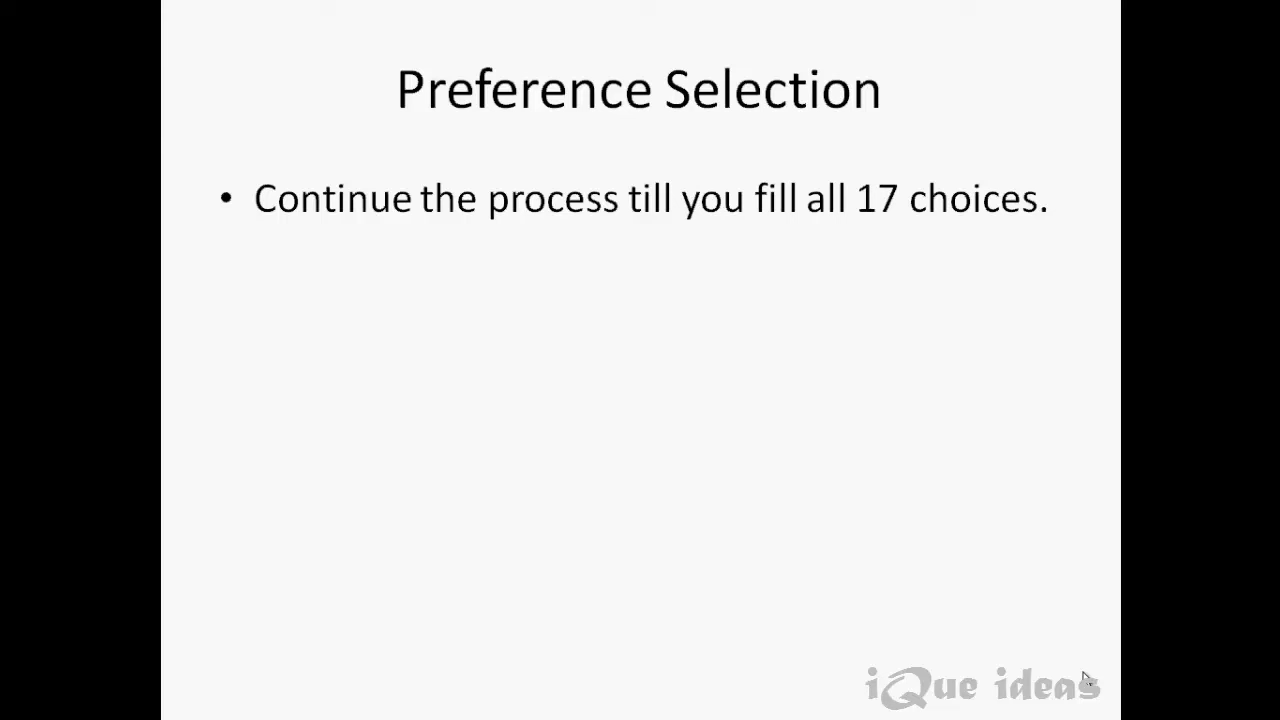 Preference Selection
• Continue the process till you fill all 17 choices.
iQue ideas